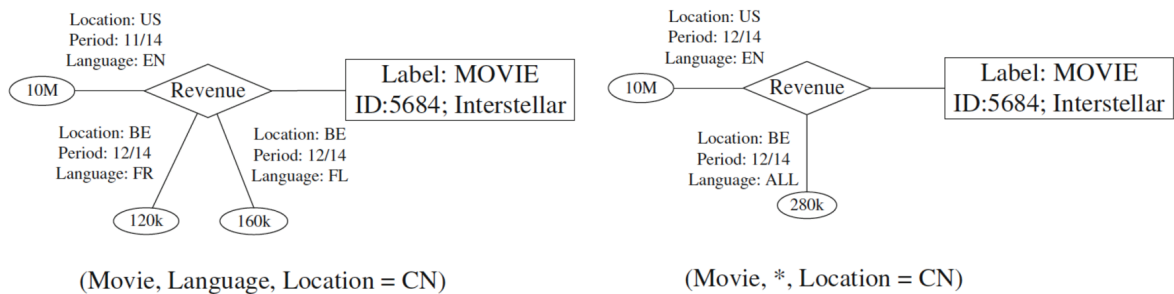 Location: US
Period: 11/14
Language: EN
10M
Revenue
Label: MOVIE
ID:5684; Interstellar
Location: BE
Period: 12/14
Language: FR
Location: BE
Period: 12/14
Language: FL
120k
160k
(Movie, Language, Location = CN)
Location: US
Period: 12/14
Language: EN
10M
Revenue
Label: MOVIE
ID:5684; Interstellar
Location: BE
Period: 12/14
Language: ALL
280k
(Movie, *, Location = CN)